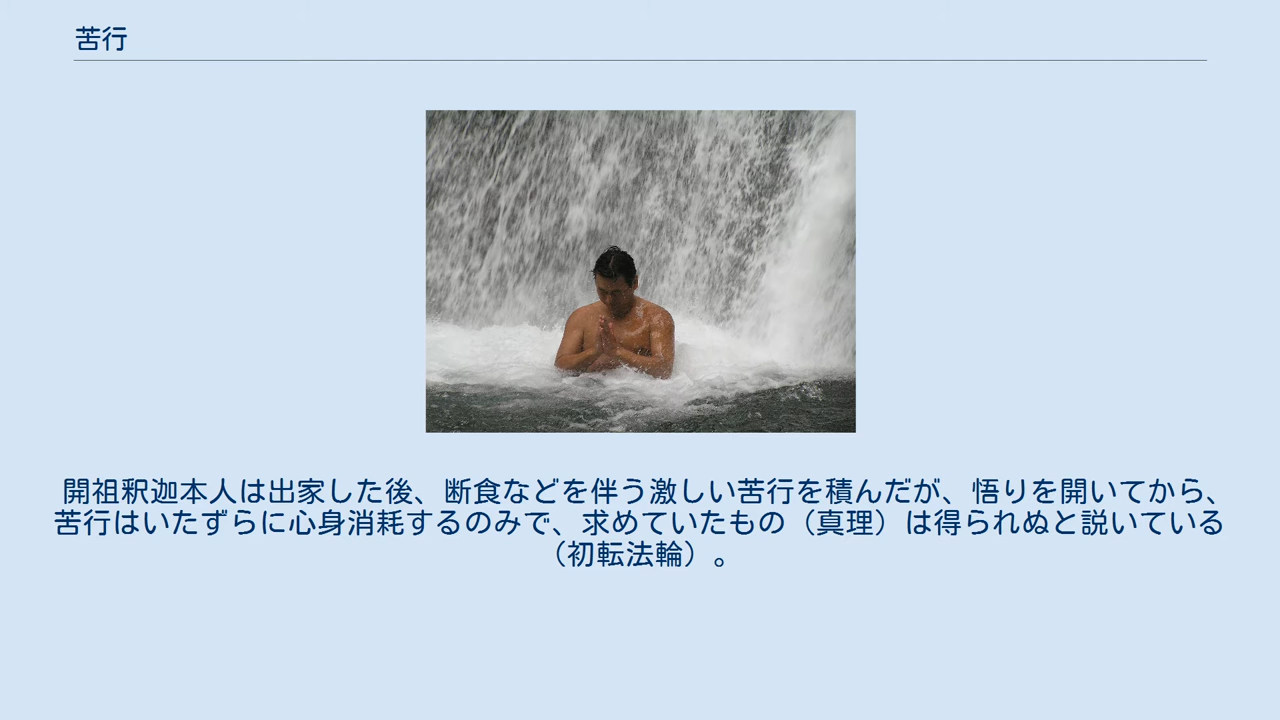 苦行
開祖釈迦本人は出家した後、断食などを伴う激しい苦行を積んだが、悟りを開いてから、
苦行はいたずらに心身消耗するのみで、求めていたもの（真理）は得られぬと説いている
（初転法輪）。